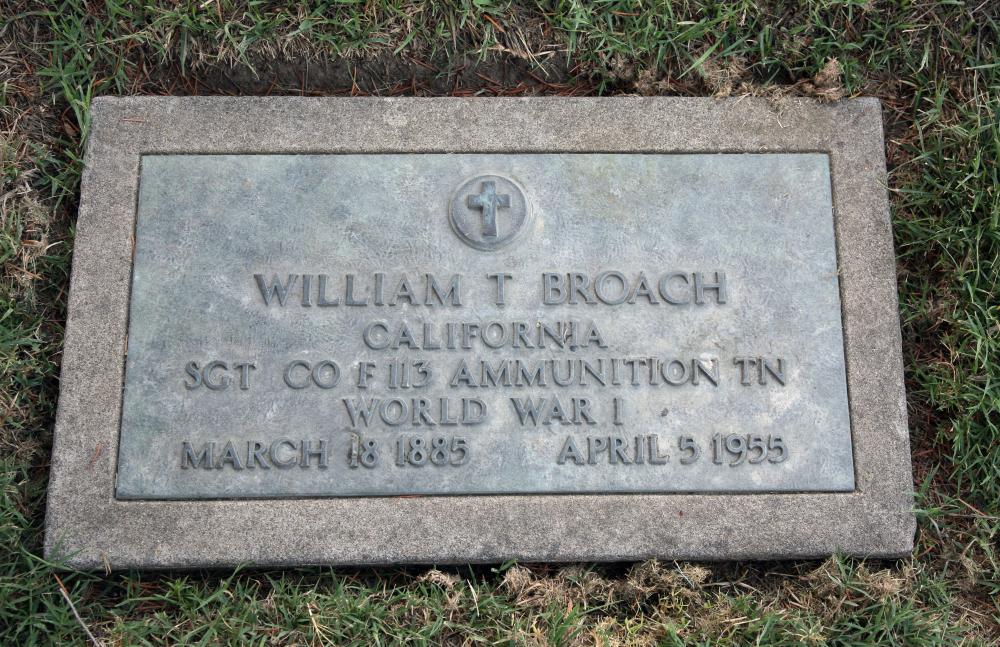 WILLIAM T BROACH
CALIFORNIA
SGT CO F 113 AMMUNITION TN
WORLD WAR I
MARCH 18 1885 APRIL 5 1955